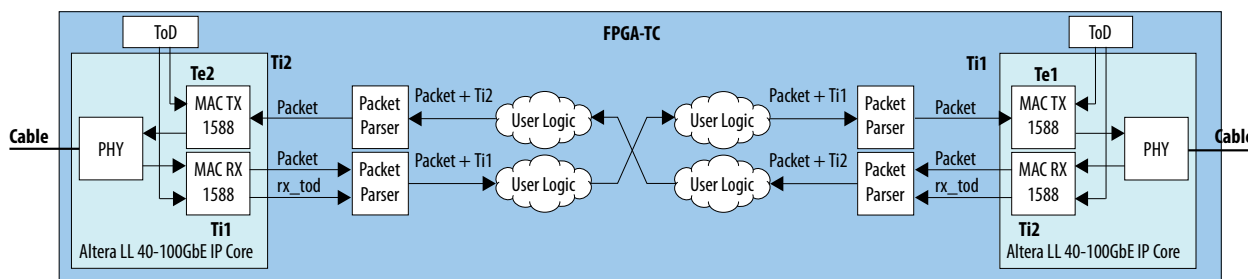 FPGA-TC
ToD
ToD
Ti2
Ti1
Te2
Te1
MAC TX
1588
Packet
Packet
Parser
Packet + Ti2
User Logic
User Logic
Packet + Ti1
Packet
Parser
Packet
MAC TX
1588
Cable
PHY
PHY
Cable
MAC RX
1588
Packet
rx_tod
Packet
Parser
Packet + Ti1
User Logic
User Logic
Packet + Ti2
Packet
Parser
Packet
rx_tod
MAC RX
1588
Ti1
Ti2
Altera LL 40-100GbE IP Core
Altera LL 40-100GbE IP Core